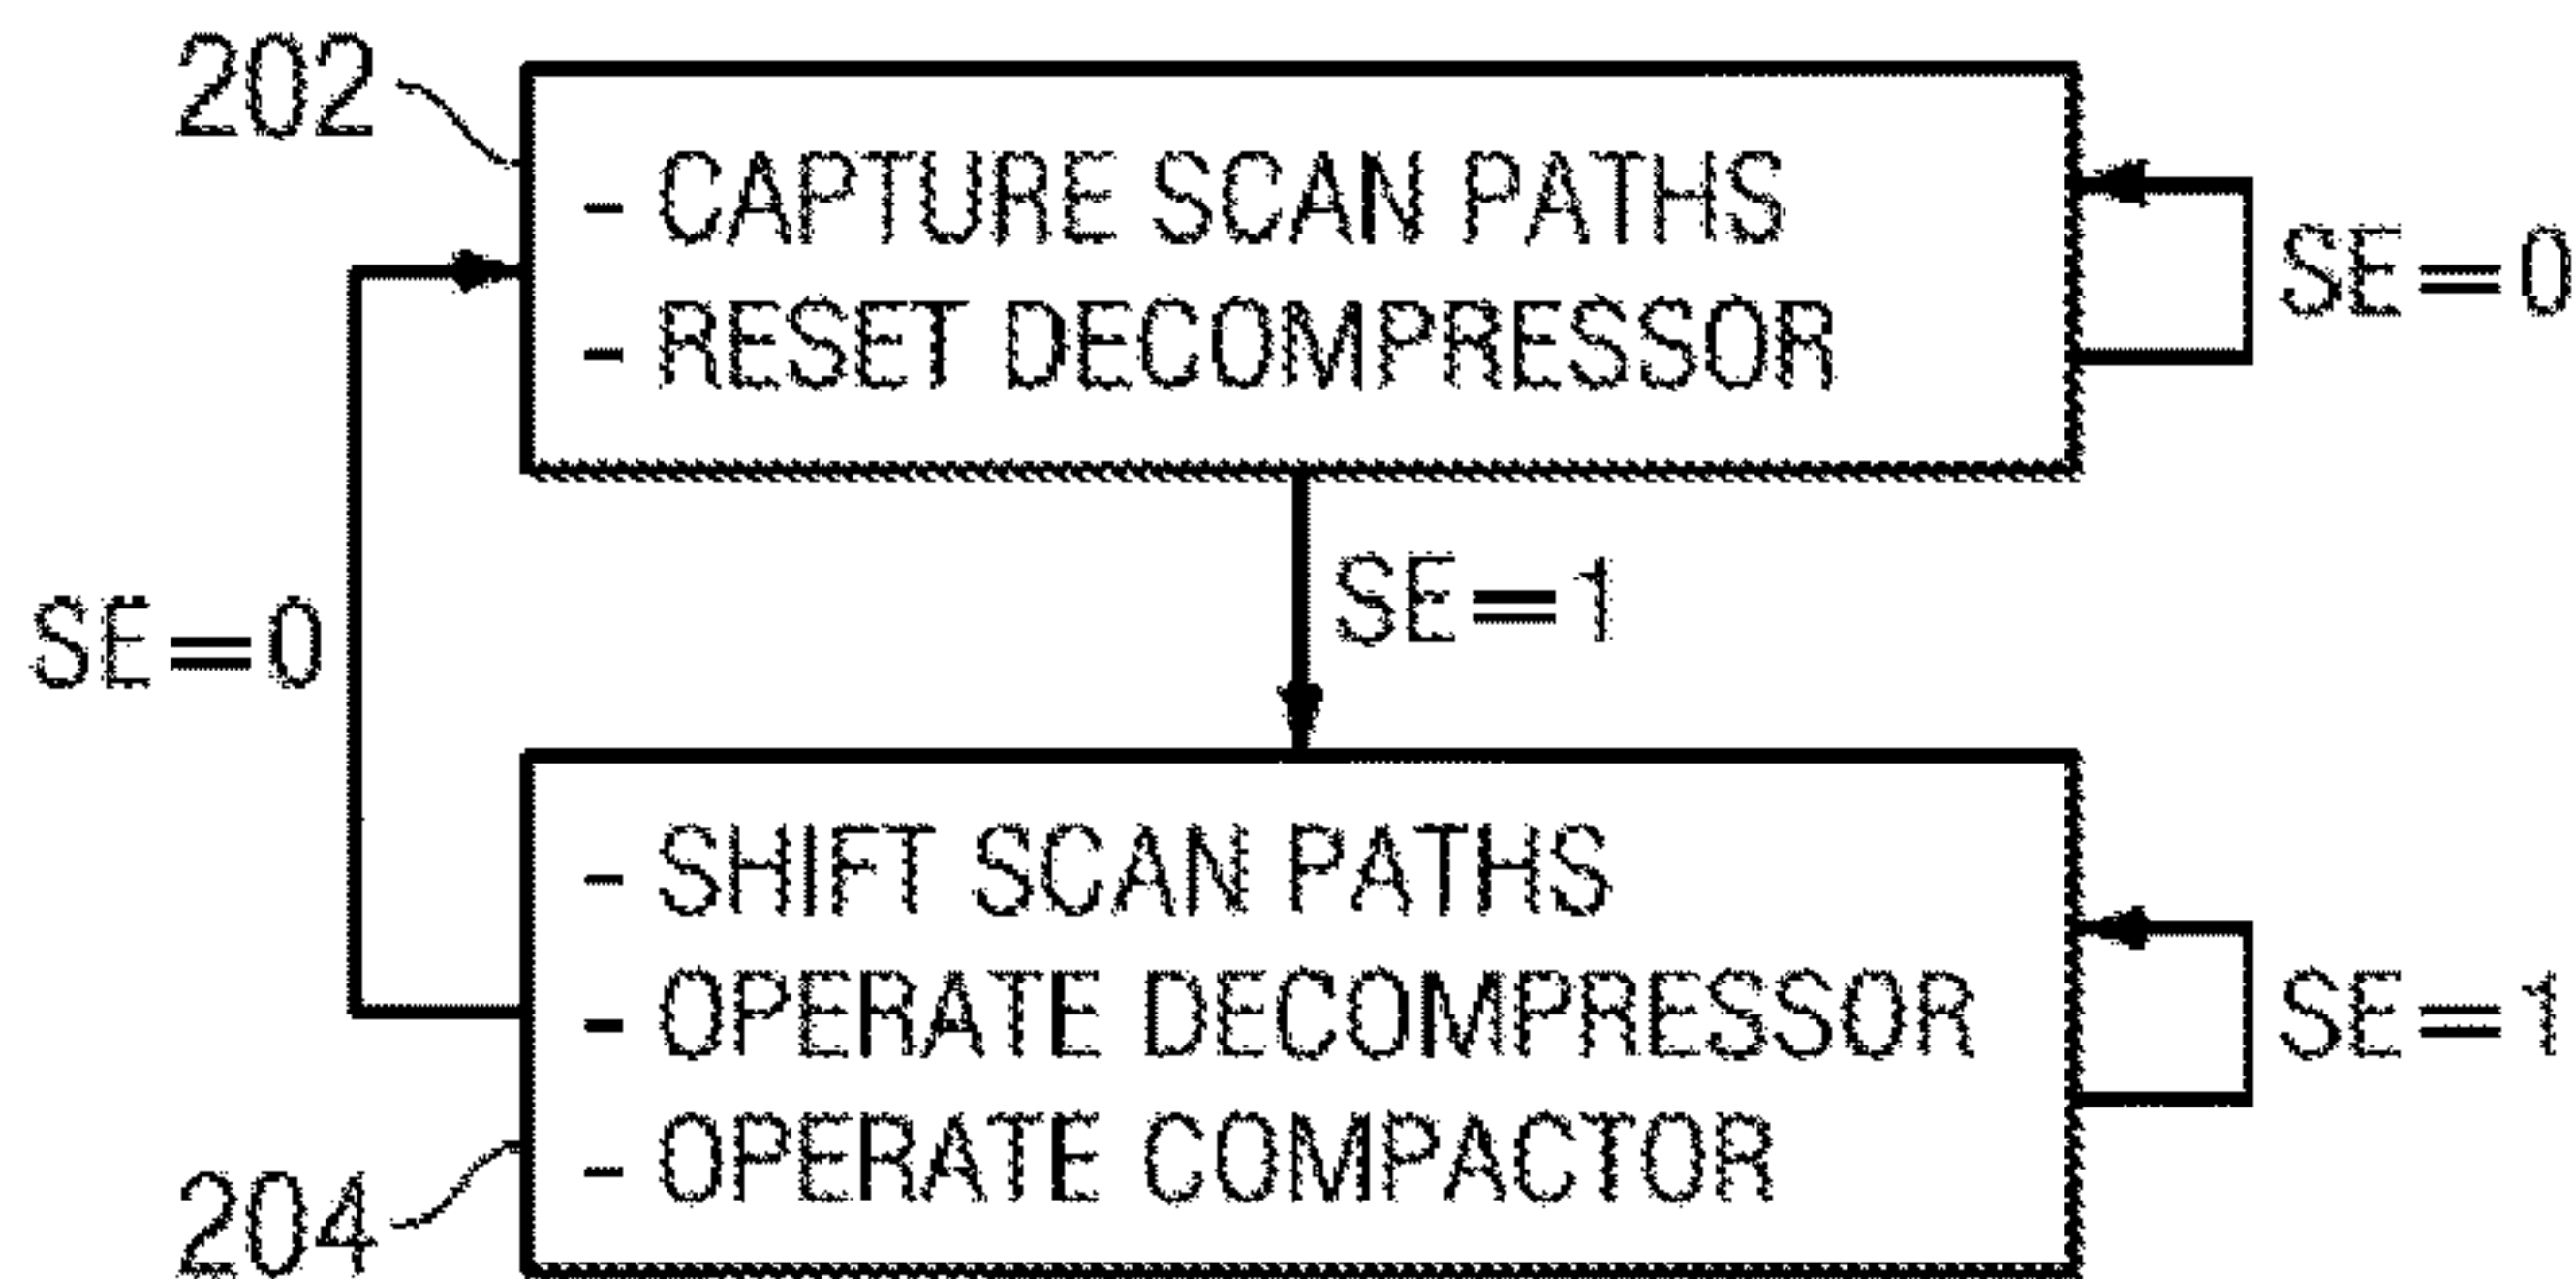 202
- CAPTURE SCAN PATHS
- RESET DECOMPRESSOR
SE=0
SE=0
SE=1
- SHIFT SCAN PATHS
- OPERATE DECOMPRESSOR
- OPERATE COMPACTOR
SE=1
204